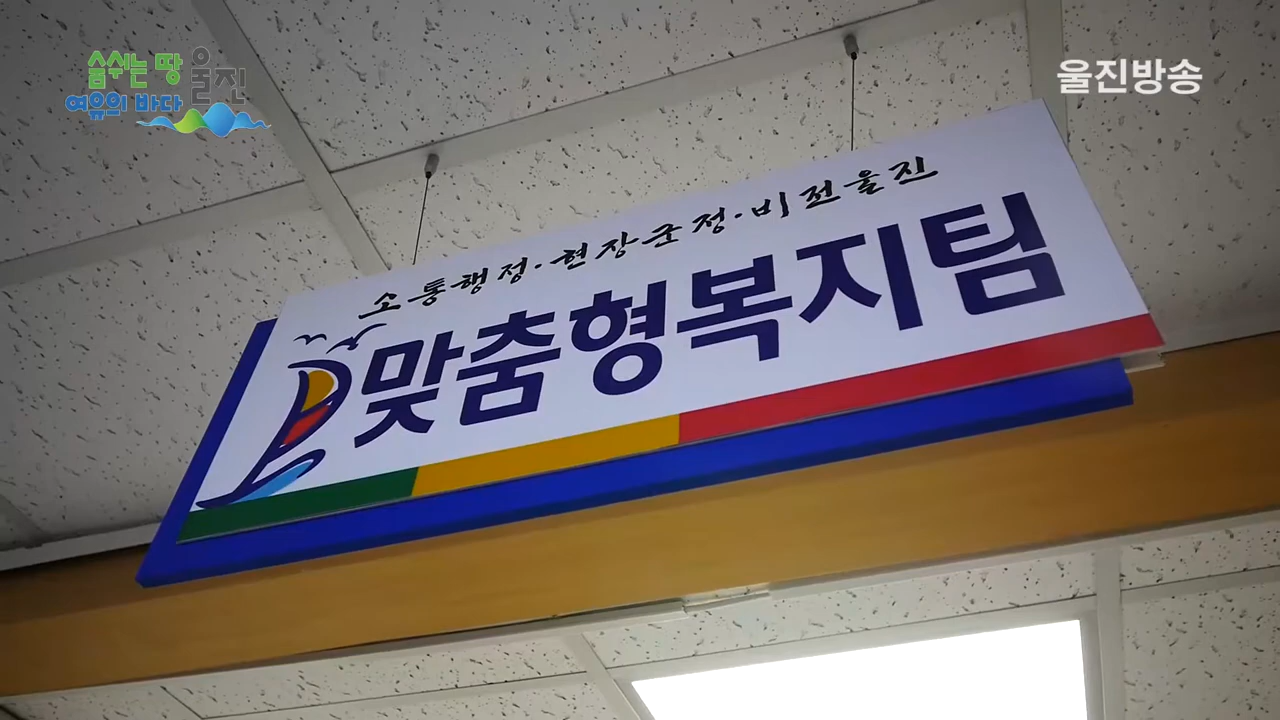 숨쉬는 땅
여유의 바다
울진
울진방송
소통행정·현장군정·비전울진
맞춤형복지팀